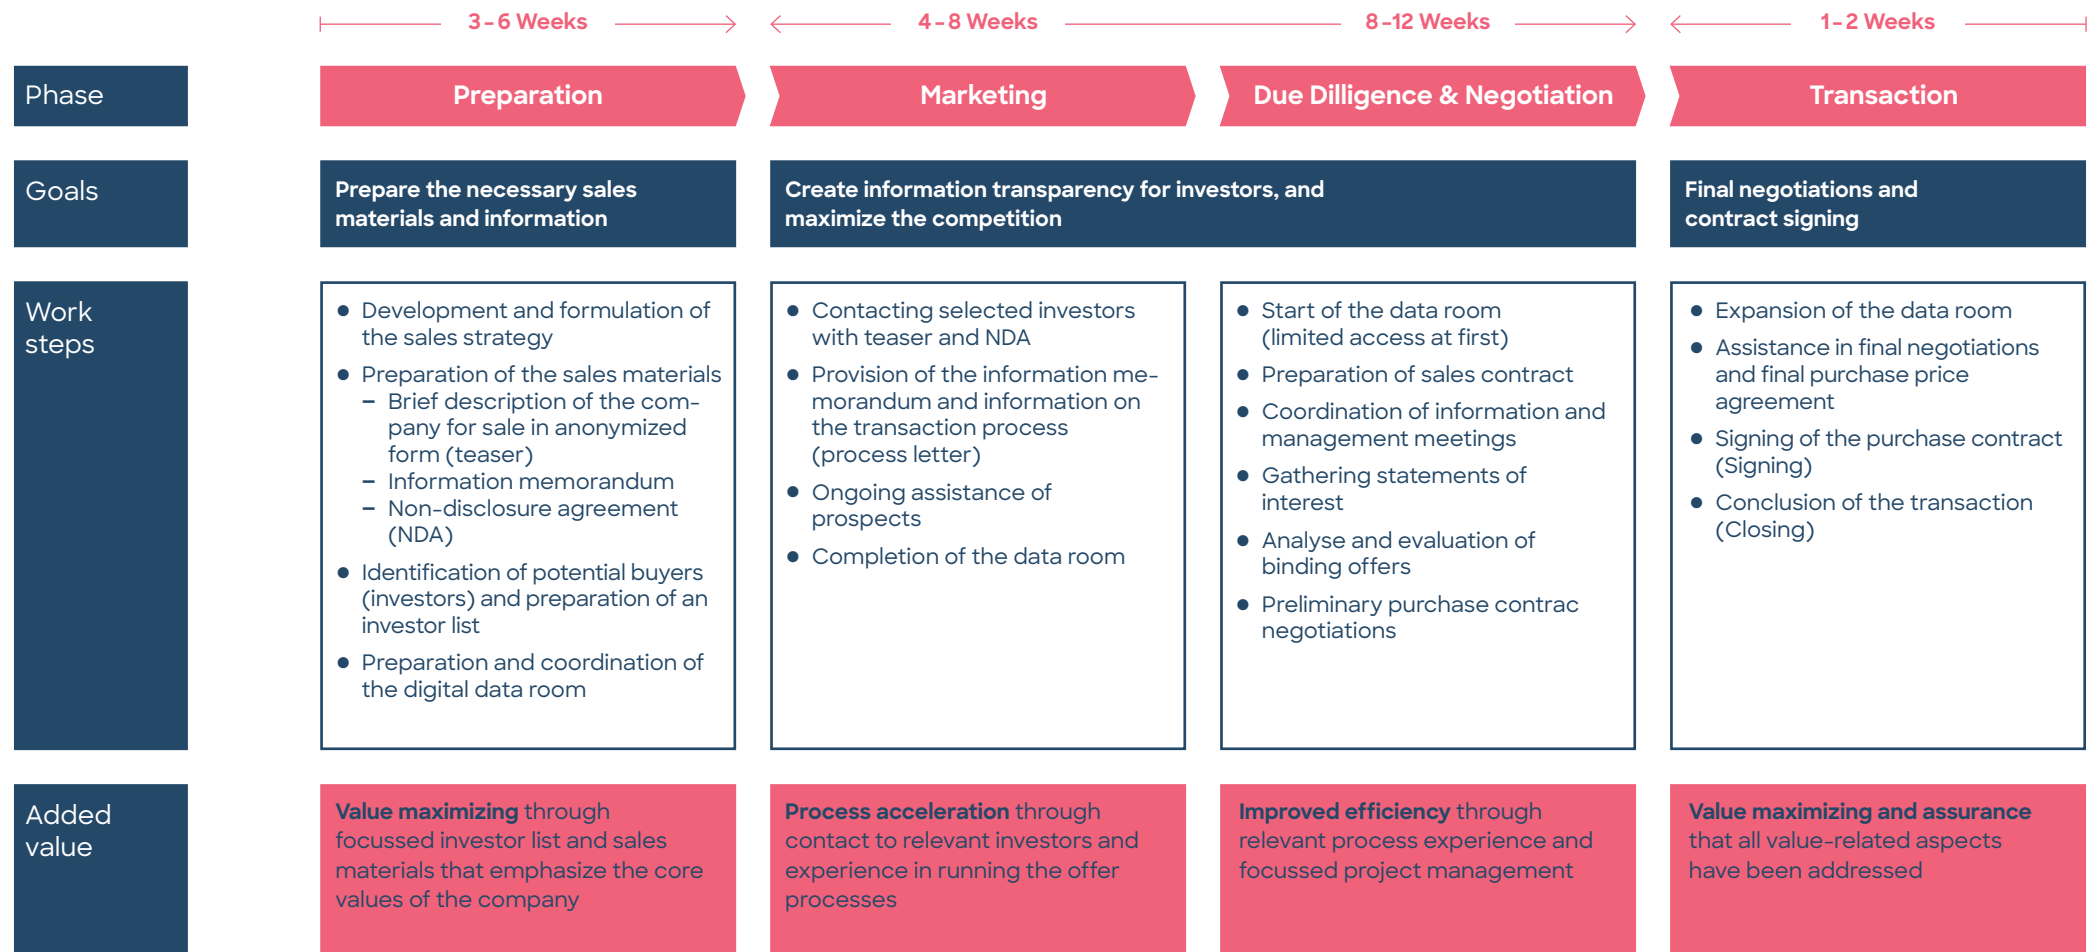 3 – 6 Weeks
4 – 8 Weeks
8 –12 Weeks
1 – 2 Weeks
Phase
Preparation
Marketing
Due Dilligence & Negotiation
Transaction
Goals
Prepare the necessary sales
materials and information
Create information transparency for investors, and
maximize the competition
Final negotiations and
contract signing
Work
steps
● Development and formulation of
the sales strategy
● Preparation of the sales materials
– Brief description of the com-
pany for sale in anonymized
form (teaser)
– Information memorandum
– Non-disclosure agreement
(NDA)
● Identification of potential buyers
(investors) and preparation of an
investor list
● Preparation and coordination of
the digital data room
● Contacting selected investors
with teaser and NDA
● Provision of the information me-
morandum and information on
the transaction process
(process letter)
● Ongoing assistance of
prospects
● Completion of the data room
● Start of the data room
(limited access at first)
● Preparation of sales contract
● Coordination of information and
management meetings
● Gathering statements of
interest
● Analyse and evaluation of
binding offers
● Preliminary purchase contrac
negotiations
● Expansion of the data room
● Assistance in final negotiations
and final purchase price
agreement
● Signing of the purchase contract
(Signing)
● Conclusion of the transaction
(Closing)
Added
value
Value maximizing through
focussed investor list and sales
materials that emphasize the core
values of the company
Process acceleration through
contact to relevant investors and
experience in running the offer
processes
Improved efficiency through
relevant process experience and
focussed project management
Value maximizing and assurance
that all value-related aspects
have been addressed